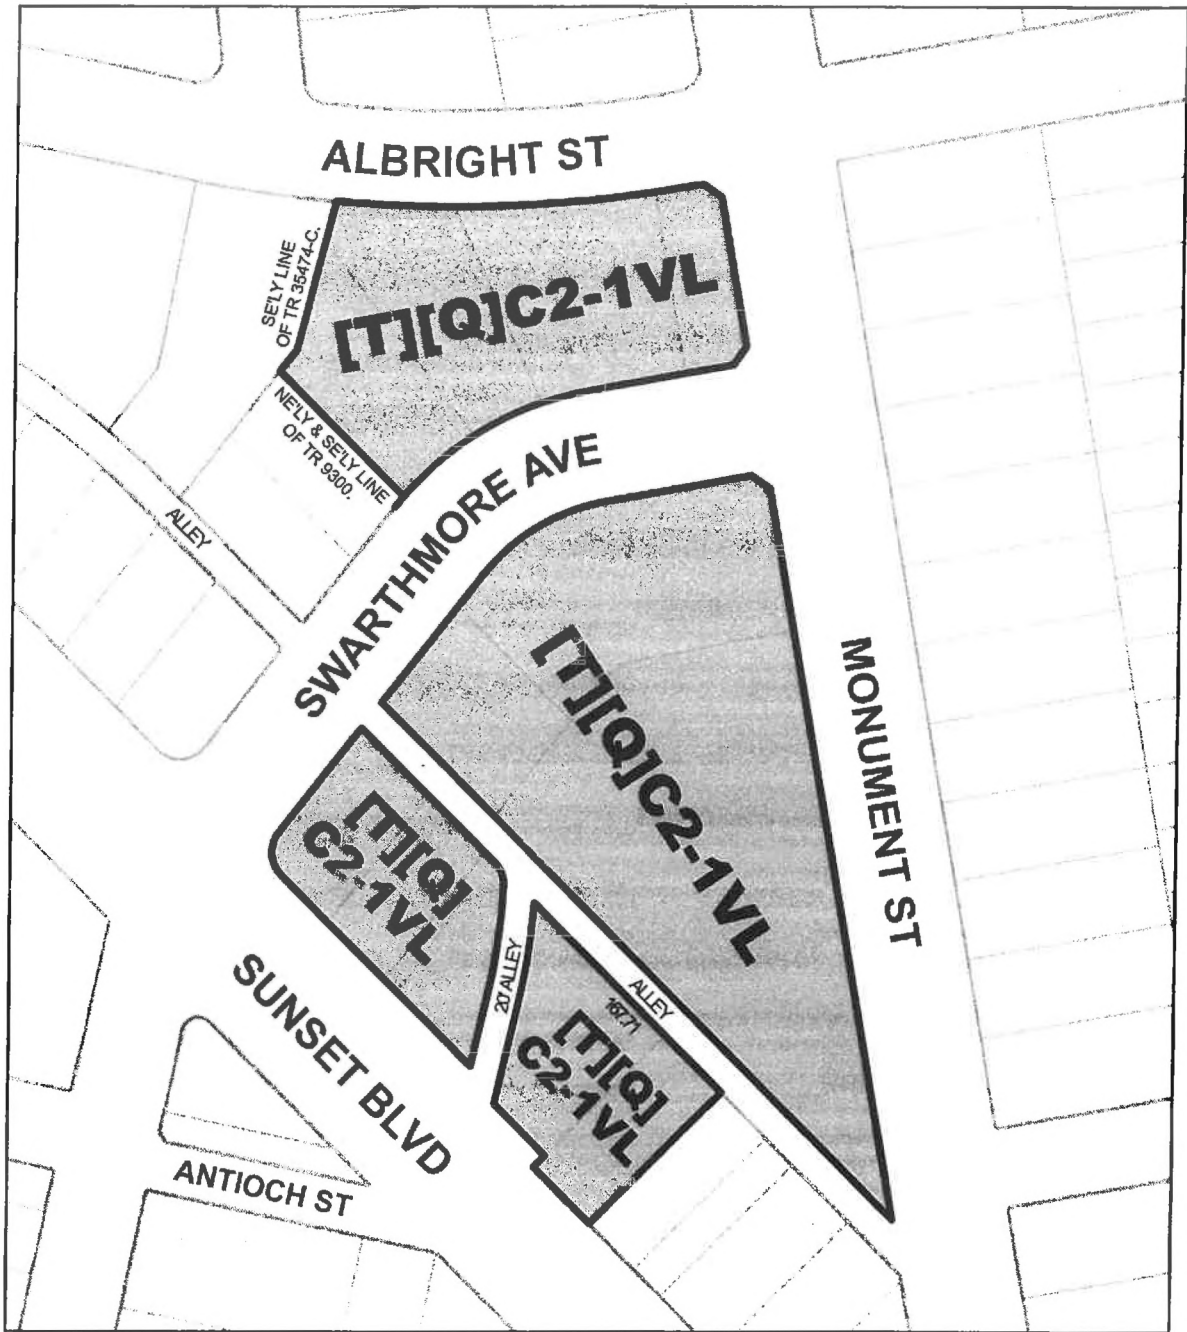 ALBRIGHT ST
SE'LY LINE
OF TR 35474-C.
[T][Q]C2-1VL
NE'LY & SE'LY LINE
OF TR 9300.
SWARTHMORE AVE
ALLEY
[T][Q]C2-1VL
MONUMENT ST
[T][Q]
C2-1VL
20' ALLEY
ALLEY
167.71
[T][Q]
C2-1VL
SUNSET BLVD
ANTIOCH ST